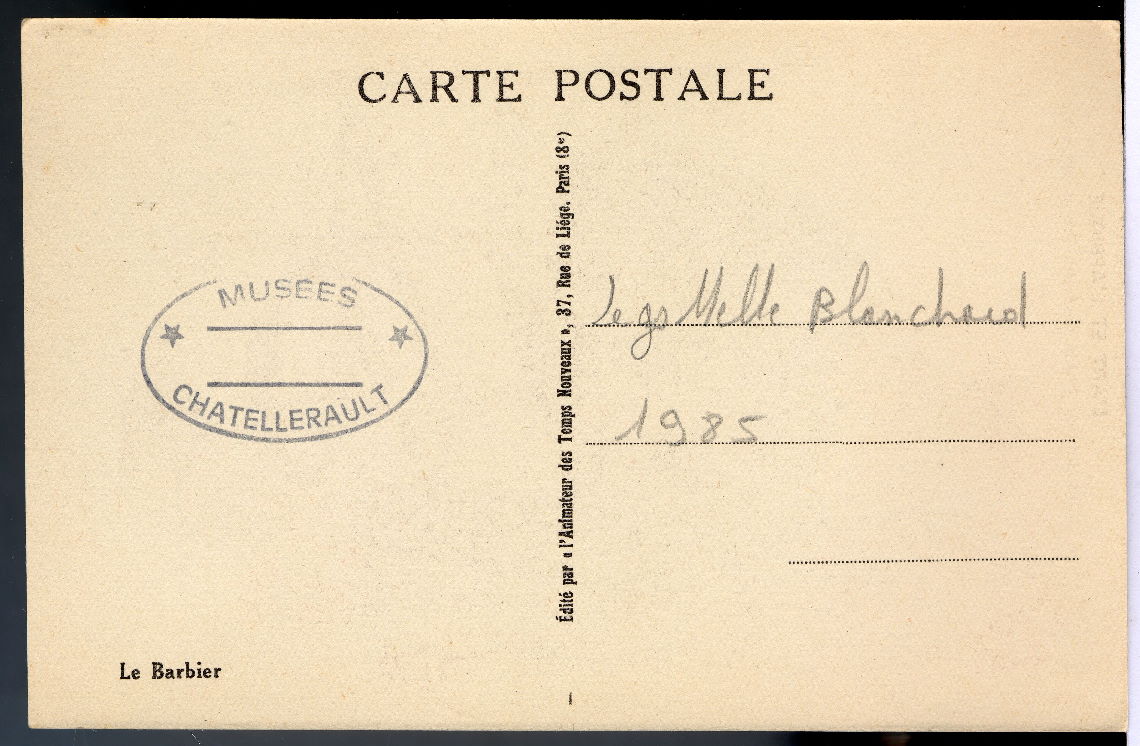 CARTE POSTALE
MUSEES
CHATELLERAULT
Le Barbier
Édité par « l'Animateur des Temps Nouveaux », 37, Rue de Liége. Paris (8e)
Legs Melle Blanchard
1985